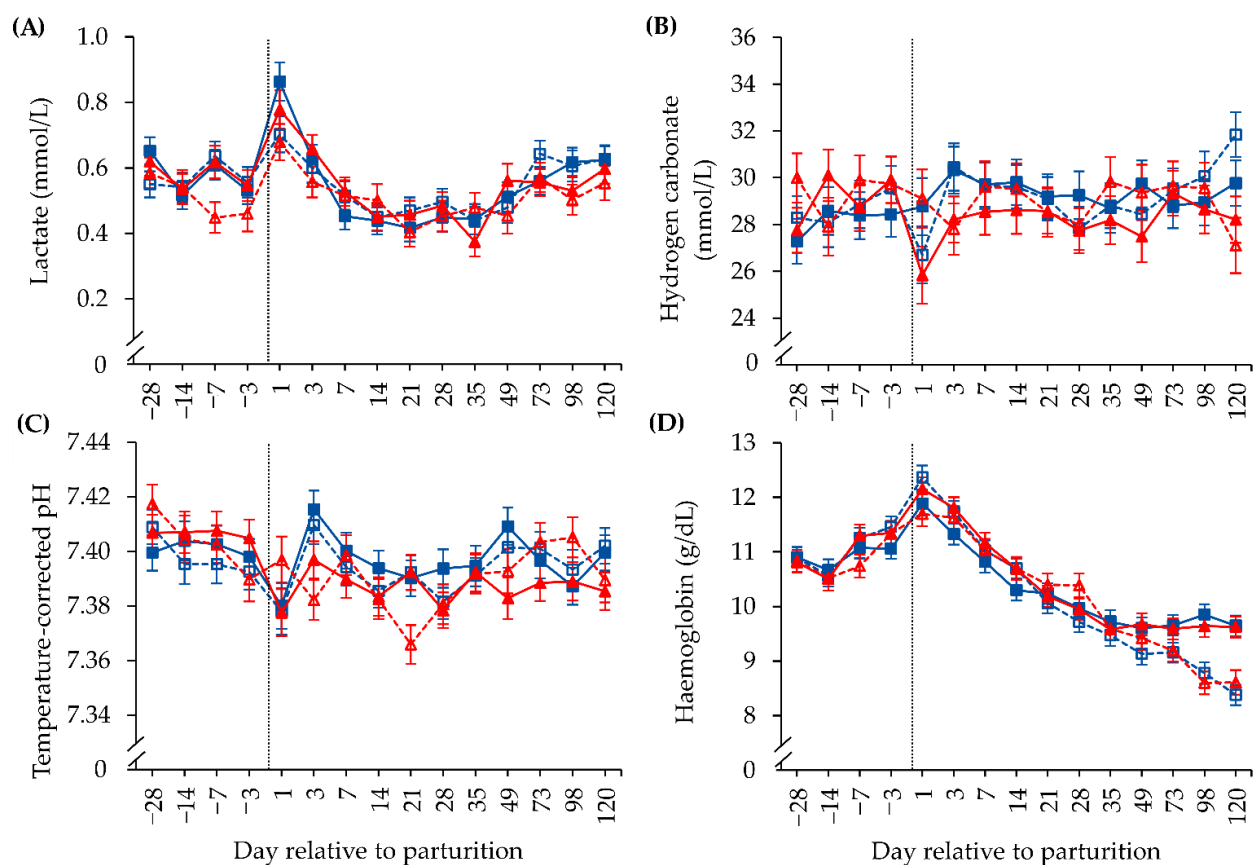 (A)
Lactate (mmol/L)
1.0
0.8
0.6
0.4
0.2
0
−28 −14 −7 −3 1 3 7 14 21 28 35 49 73 98 120
(B)
Hydrogen carbonate
(mmol/L)
36
34
32
30
28
26
24
0
−28 −14 −7 −3 1 3 7 14 21 28 35 49 73 98 120
(C)
Temperature-corrected pH
7.44
7.42
7.40
7.38
7.36
7.34
0
−28 −14 −7 −3 1 3 7 14 21 28 35 49 73 98 120
Day relative to parturition
(D)
Haemoglobin (g/dL)
13
12
11
10
9
8
0
−28 −14 −7 −3 1 3 7 14 21 28 35 49 73 98 120
Day relative to parturition